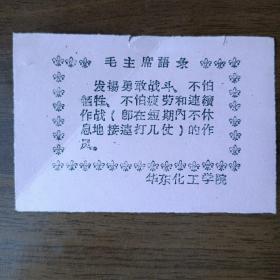 毛主席語录
发揚勇敢战斗、不怕
牺牲、不怕疲劳和連續
作战(即在短期內不休
息地接連打几仗)的作
风。
华东化工学院